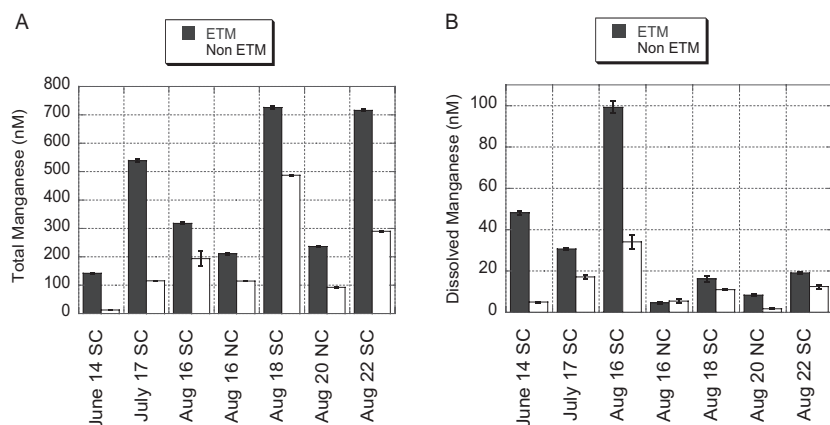 A
ETM
Non ETM
Total Manganese (nM)
800
700
600
500
400
300
200
100
0
June 14 SC
July 17 SC
Aug 16 SC
Aug 16 NC
Aug 18 SC
Aug 20 NC
Aug 22 SC
B
ETM
Non ETM
Dissolved Manganese (nM)
100
80
60
40
20
0
June 14 SC
July 17 SC
Aug 16 SC
Aug 16 NC
Aug 18 SC
Aug 20 NC
Aug 22 SC